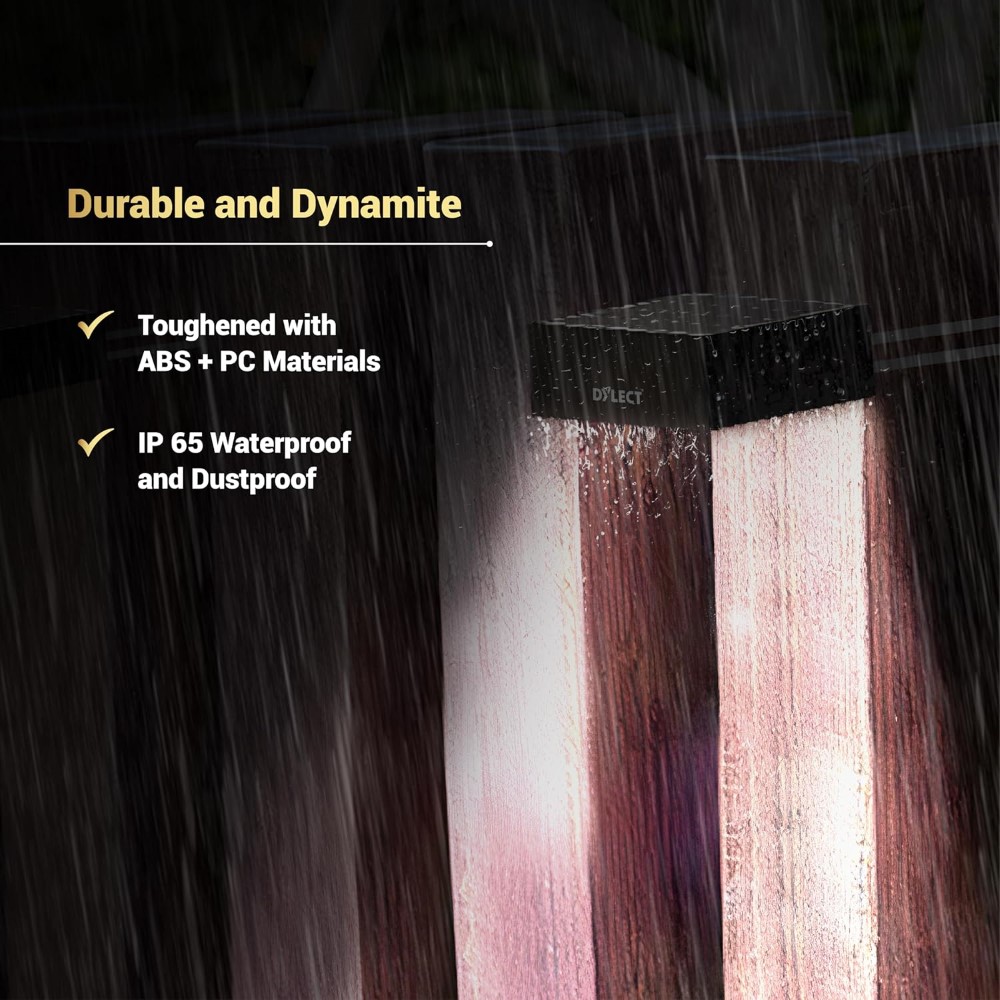 Durable and Dynamite
Toughened with
ABS + PC Materials
IP 65 Waterproof
and Dustproof
DYLECT